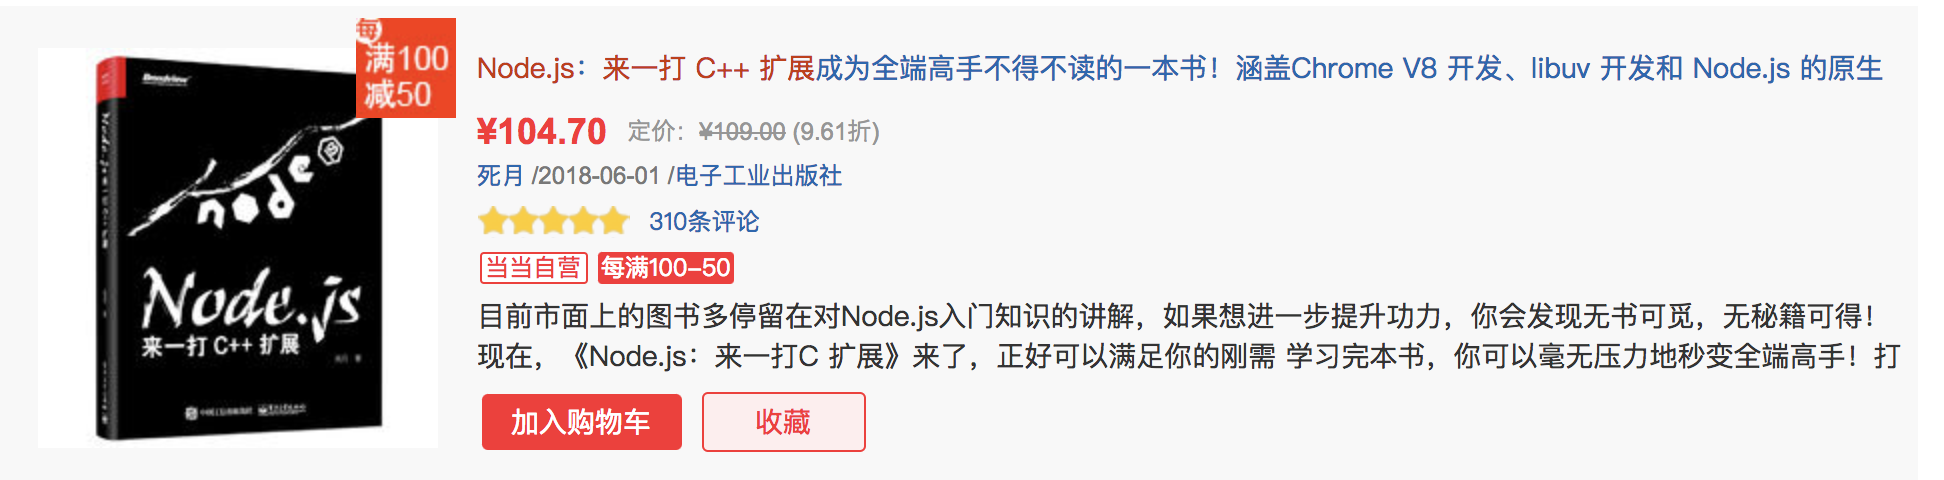 每
满100
减50
Broadview
node
Node.js
来一打 C++ 扩展
Node.js：来一打 C++ 扩展成为全端高手不得不读的一本书！涵盖Chrome V8 开发、libuv 开发和 Node.js 的原生
¥104.70 定价：¥109.00 (9.61折)
死月 /2018-06-01 /电子工业出版社
310条评论
当当自营 每满100-50
目前市面上的图书多停留在对Node.js入门知识的讲解，如果想进一步提升功力，你会发现无书可觅，无秘籍可得！
现在，《Node.js：来一打C 扩展》来了，正好可以满足你的刚需 学习完本书，你可以毫无压力地秒变全端高手！打
加入购物车 收藏